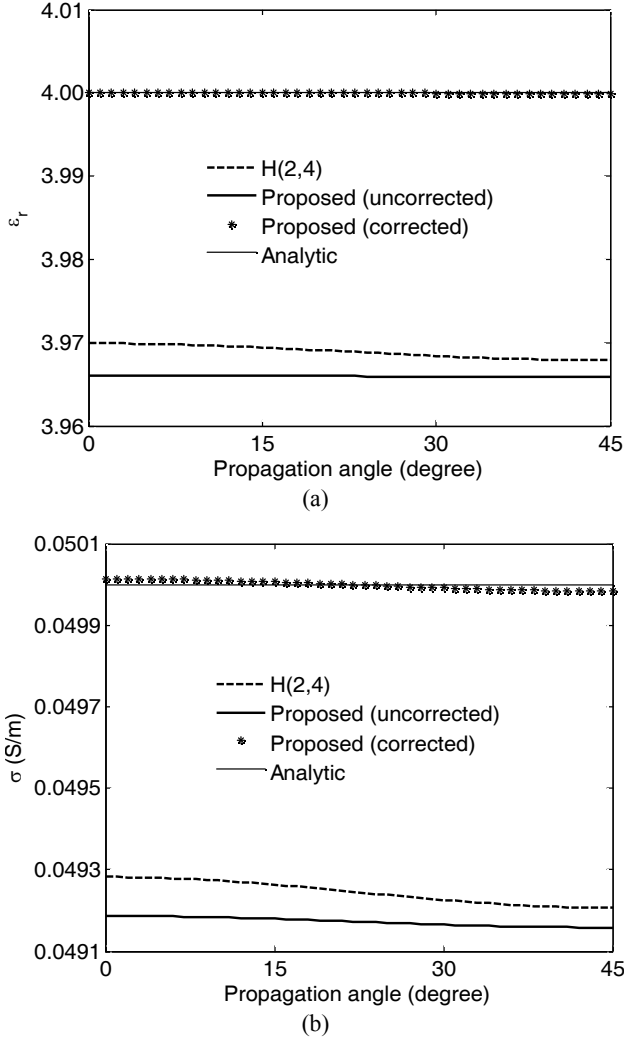 4.01
4.00
3.99
3.98
3.97
3.96
εr
H(2,4)
Proposed (uncorrected)
Proposed (corrected)
Analytic
0 15 30 45
Propagation angle (degree)
(a)
0.0501
0.0499
0.0497
0.0495
0.0493
0.0491
σ (S/m)
H(2,4)
Proposed (uncorrected)
Proposed (corrected)
Analytic
0 15 30 45
Propagation angle (degree)
(b)